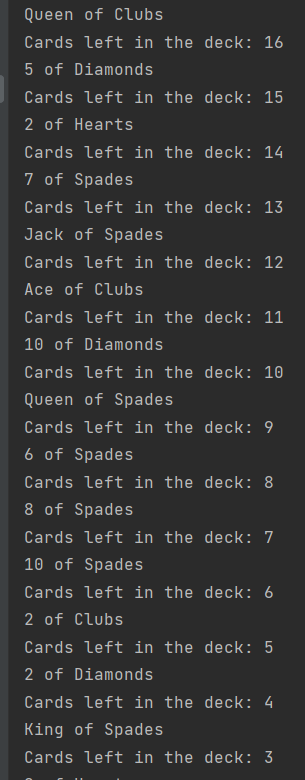 Queen of Clubs
Cards left in the deck: 16
5 of Diamonds
Cards left in the deck: 15
2 of Hearts
Cards left in the deck: 14
7 of Spades
Cards left in the deck: 13
Jack of Spades
Cards left in the deck: 12
Ace of Clubs
Cards left in the deck: 11
10 of Diamonds
Cards left in the deck: 10
Queen of Spades
Cards left in the deck: 9
6 of Spades
Cards left in the deck: 8
8 of Spades
Cards left in the deck: 7
10 of Spades
Cards left in the deck: 6
2 of Clubs
Cards left in the deck: 5
2 of Diamonds
Cards left in the deck: 4
King of Spades
Cards left in the deck: 3